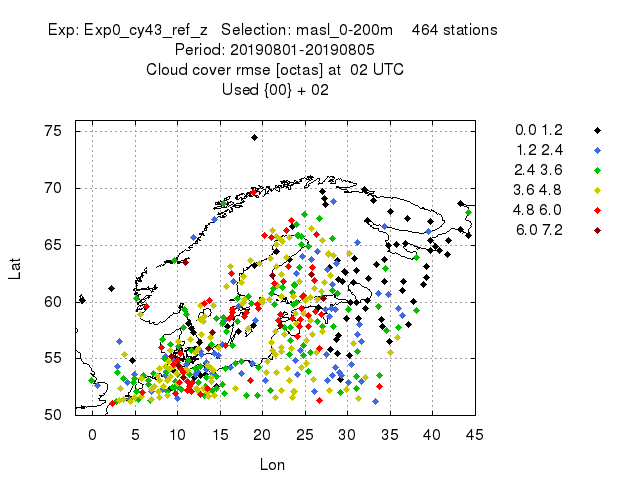 Exp: Exp0_cy43_ref_z   Selection: masl_0-200m    464 stations
Period: 20190801-20190805
Cloud cover rmse [octas] at  02 UTC
Used {00} + 02
0.0 1.2
1.2 2.4
2.4 3.6
3.6 4.8
4.8 6.0
6.0 7.2
75
70
65
60
55
50
Lat
0 5 10 15 20 25 30 35 40 45
Lon